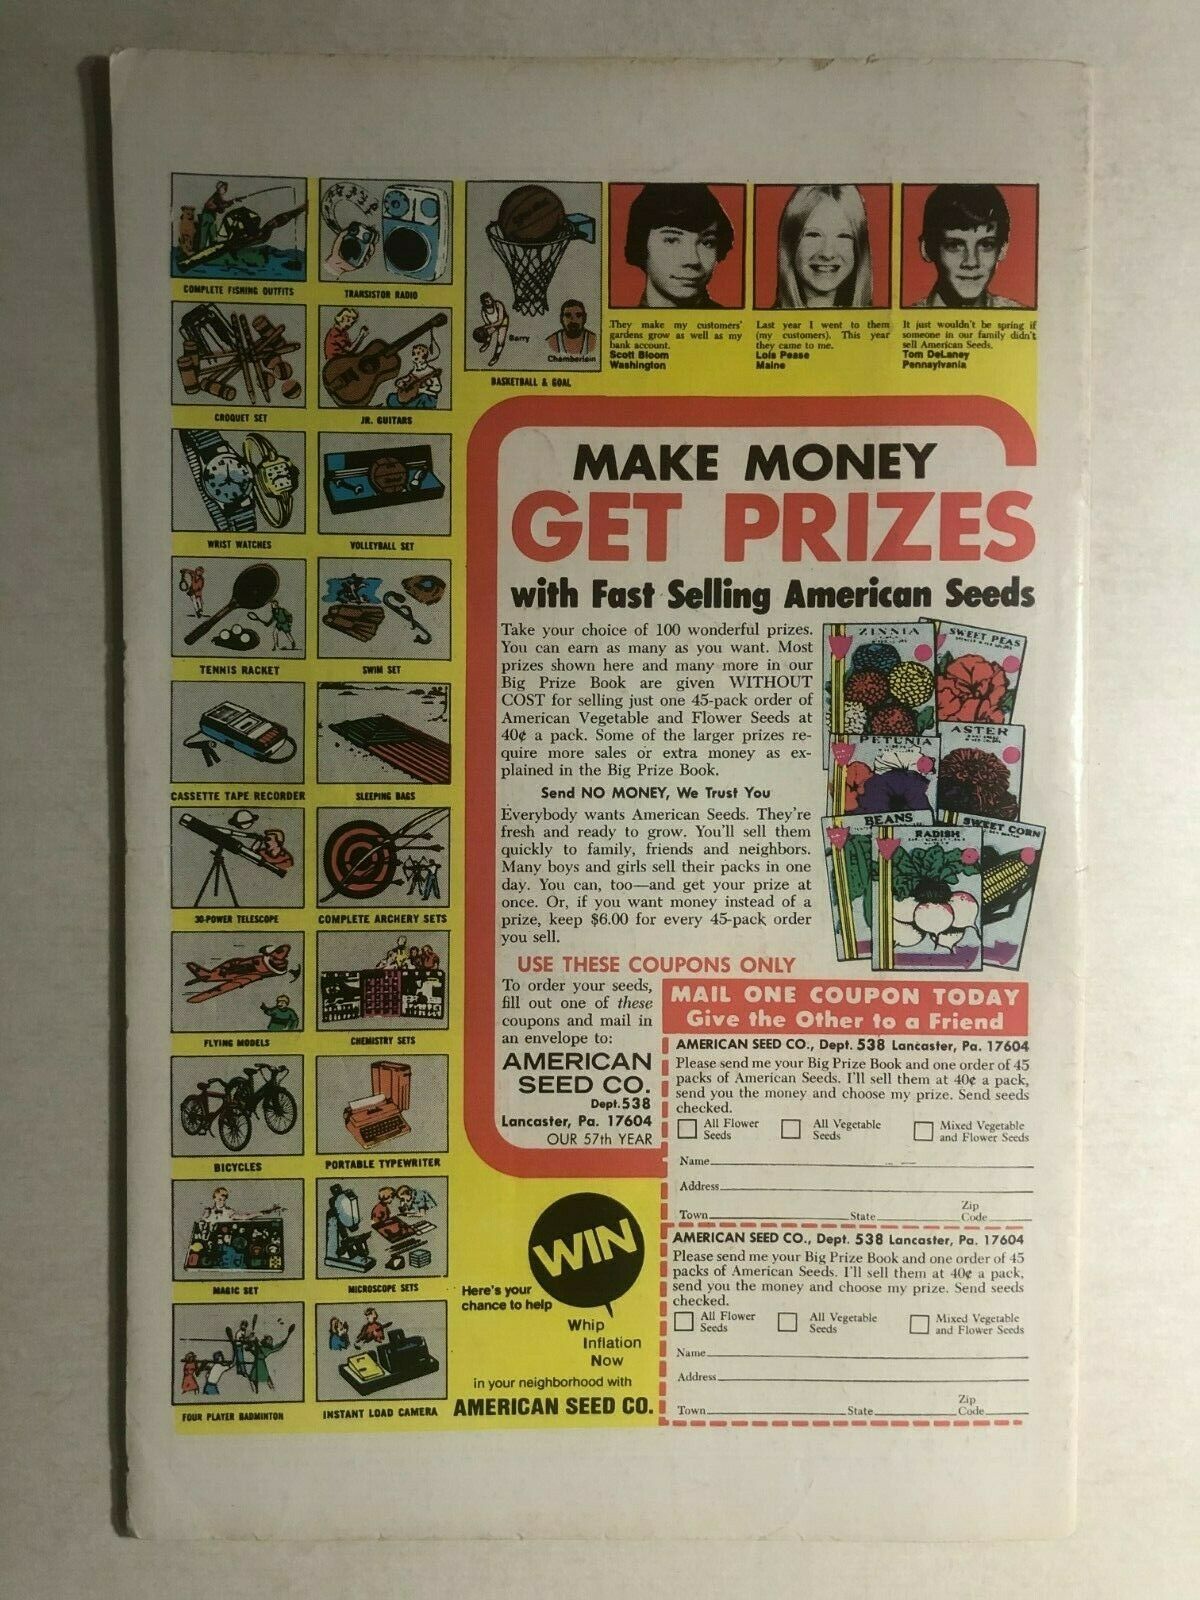 COMPLETE FISHING OUTFITS
TRANSISTOR RADIO
CROQUET SET
JR. GUITARS
WRIST WATCHES
VOLLEYBALL SET
TENNIS RACKET
SWIM SET
CASSETTE TAPE RECORDER
SLEEPING BAGS
30-POWER TELESCOPE
COMPLETE ARCHERY SETS
FLYING MODELS
CHEMISTRY SETS
BICYCLES
PORTABLE TYPEWRITER
MAGIC SET
MICROSCOPE SETS
FOUR PLAYER BADMINTON
INSTANT LOAD CAMERA
Barry
Chamberlain
BASKETBALL & GOAL
They make my customers'
gardens grow as well as my
bank account.
Scott Bloom
Washington
Last year I went to them
(my customers). This year
they came to me.
Lois Pease
Maine
It just wouldn't be spring if
someone in our family didn't
sell American Seeds.
Tom DeLaney
Pennsylvania
MAKE MONEY
GET PRIZES
with Fast Selling American Seeds
Take your choice of 100 wonderful prizes.
You can earn as many as you want. Most
prizes shown here and many more in our
Big Prize Book are given WITHOUT
COST for selling just one 45-pack order of
American Vegetable and Flower Seeds at
40¢ a pack. Some of the larger prizes re-
quire more sales or extra money as ex-
plained in the Big Prize Book.
Send NO MONEY, We Trust You
Everybody wants American Seeds. They're
fresh and ready to grow. You'll sell them
quickly to family, friends and neighbors.
Many boys and girls sell their packs in one
day. You can, too—and get your prize at
once. Or, if you want money instead of a
prize, keep $6.00 for every 45-pack order
you sell.
ZINNIA
SWEET PEAS
PETUNIA
ASTER
BEANS
RADISH
SWEET CORN
USE THESE COUPONS ONLY
To order your seeds,
fill out one of these
coupons and mail in
an envelope to:
AMERICAN
SEED CO.
Dept. 538
Lancaster, Pa. 17604
OUR 57th YEAR
MAIL ONE COUPON TODAY
Give the Other to a Friend
AMERICAN SEED CO., Dept. 538 Lancaster, Pa. 17604
Please send me your Big Prize Book and one order of 45
packs of American Seeds. I'll sell them at 40¢ a pack,
send you the money and choose my prize. Send seeds
checked.
All Flower Seeds
All Vegetable Seeds
Mixed Vegetable and Flower Seeds
Name
Address
Town State Zip Code
AMERICAN SEED CO., Dept. 538 Lancaster, Pa. 17604
Please send me your Big Prize Book and one order of 45
packs of American Seeds. I'll sell them at 40¢ a pack,
send you the money and choose my prize. Send seeds
checked.
All Flower Seeds
All Vegetable Seeds
Mixed Vegetable and Flower Seeds
Name
Address
Town State Zip Code
WIN
Here's your
chance to help
Whip
Inflation
Now
in your neighborhood with
AMERICAN SEED CO.